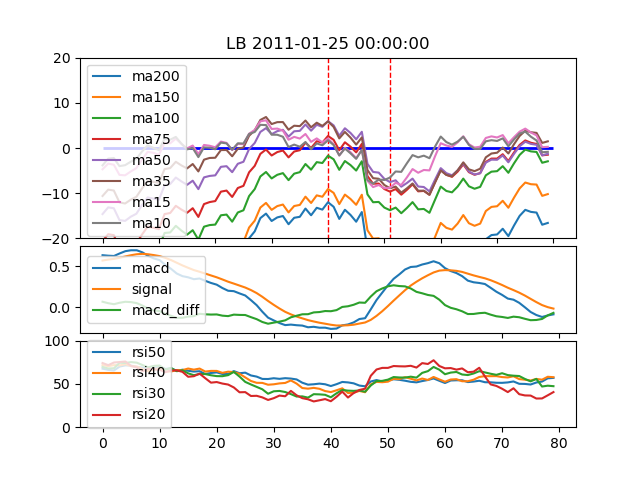 LB 2011-01-25 00:00:00
20
10
0
−10
−20
ma200
ma150
ma100
ma75
ma50
ma35
ma15
ma10
0.5
0.0
macd
signal
macd_diff
100
50
0
rsi50
rsi40
rsi30
rsi20
0 10 20 30 40 50 60 70 80